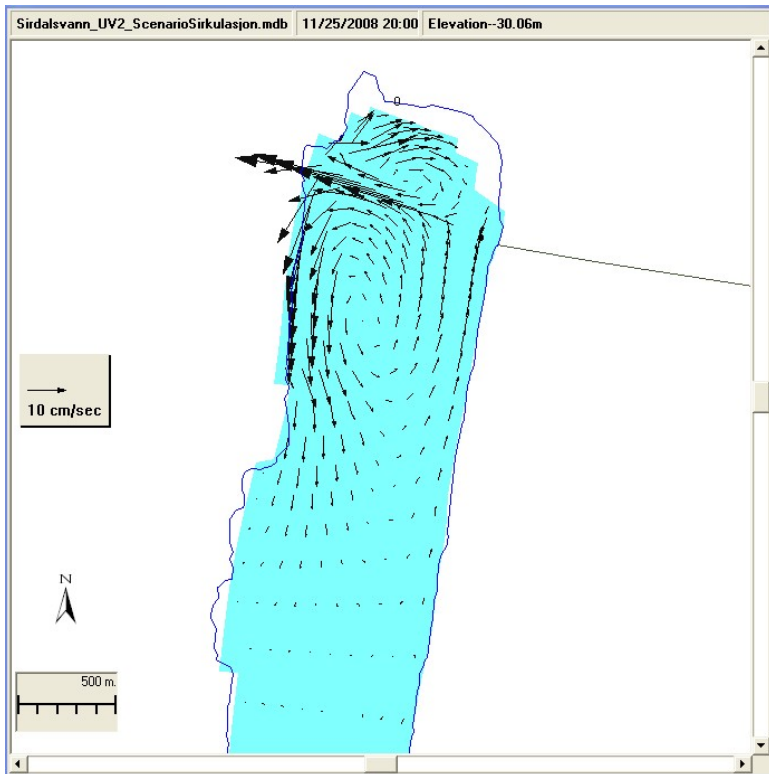 Sirdalsvann_UV2_ScenarioSirkulasjon.mdb 11/25/2008 20:00 Elevation--30.06m
0
10 cm/sec
N
500 m.